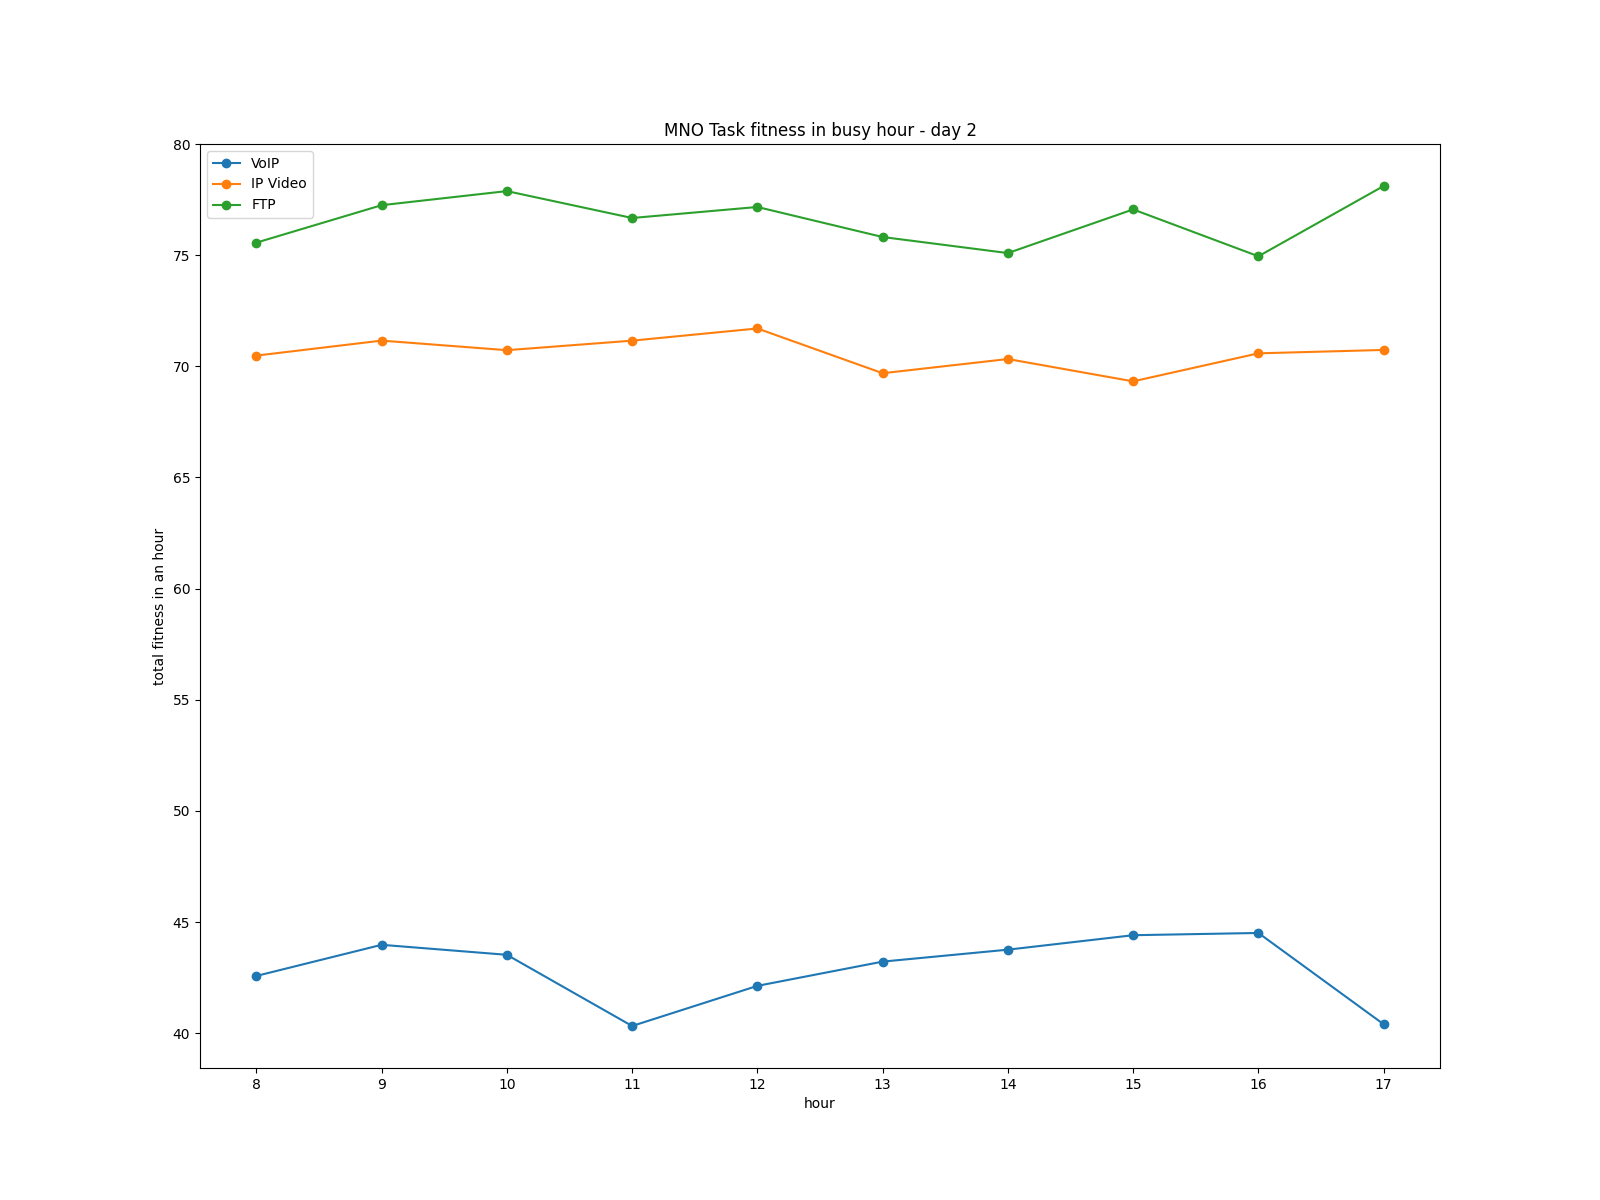 MNO Task fitness in busy hour - day 2
VoIP
IP Video
FTP
80
75
70
65
60
55
50
45
40
total fitness in an hour
8 9 10 11 12 13 14 15 16 17
hour